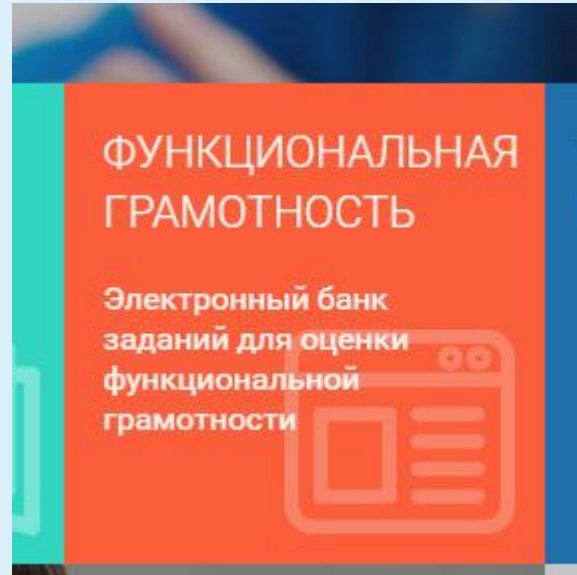 ФУНКЦИОНАЛЬНАЯ
ГРАМОТНОСТЬ
Электронный банк
заданий для оценки
функциональной
грамотности